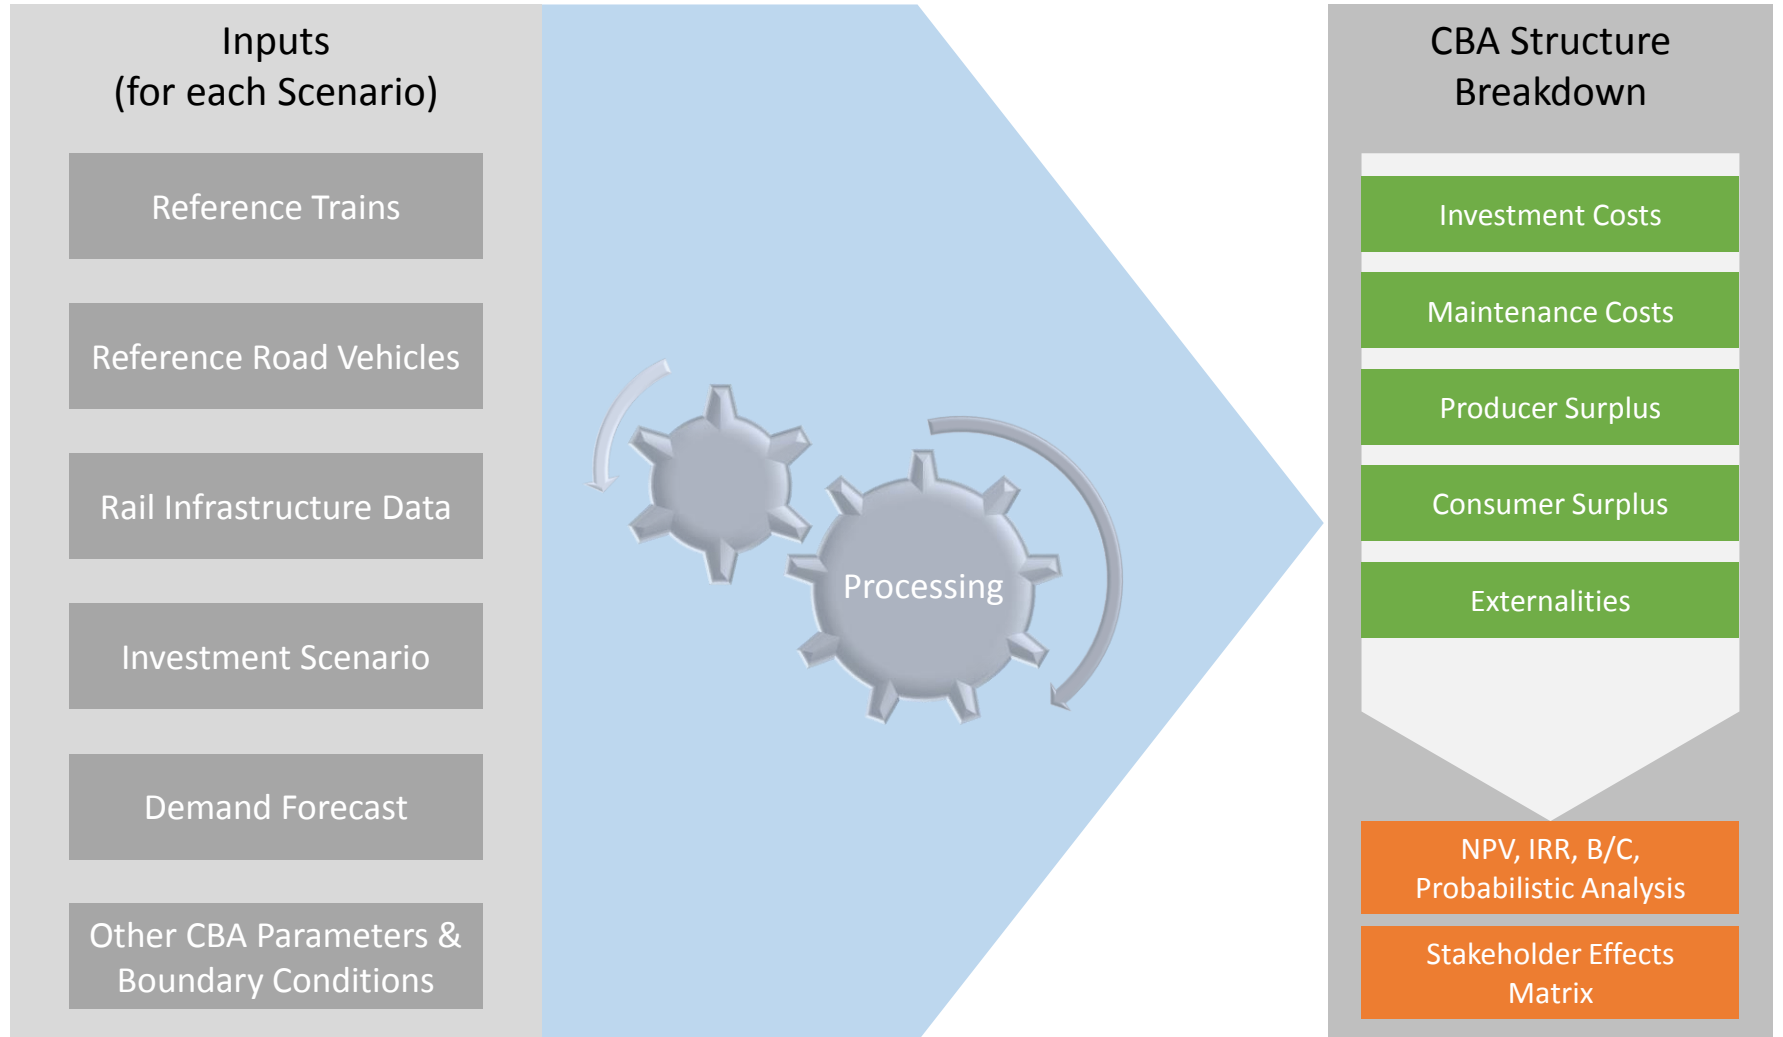 Inputs
(for each Scenario)
Reference Trains
Reference Road Vehicles
Rail Infrastructure Data
Investment Scenario
Demand Forecast
Other CBA Parameters &
Boundary Conditions
Processing
CBA Structure
Breakdown
Investment Costs
Maintenance Costs
Producer Surplus
Consumer Surplus
Externalities
NPV, IRR, B/C,
Probabilistic Analysis
Stakeholder Effects
Matrix